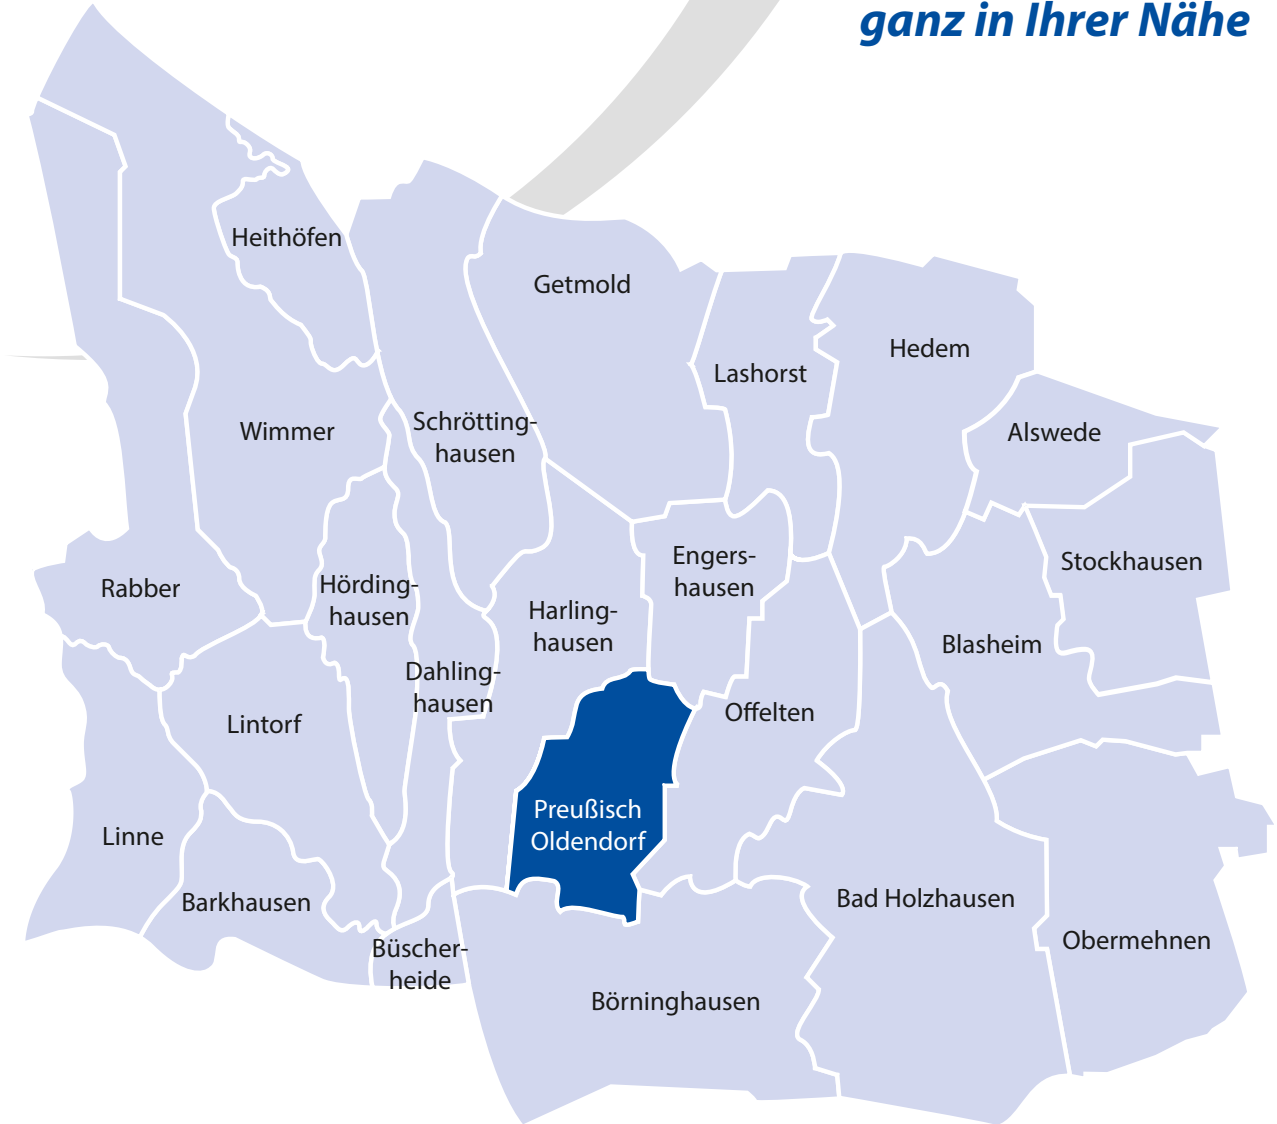 ganz in Ihrer Nähe
Heithöfen
Getmold
Hedem
Lashorst
Wimmer
Schrötting-
hausen
Alswede
Engers-
hausen
Stockhausen
Rabber
Hörding-
hausen
Harling-
hausen
Blasheim
Dahling-
hausen
Offelten
Lintorf
Preußisch
Oldendorf
Linne
Barkhausen
Bad Holzhausen
Büscher-
heide
Obermehnen
Börninghausen